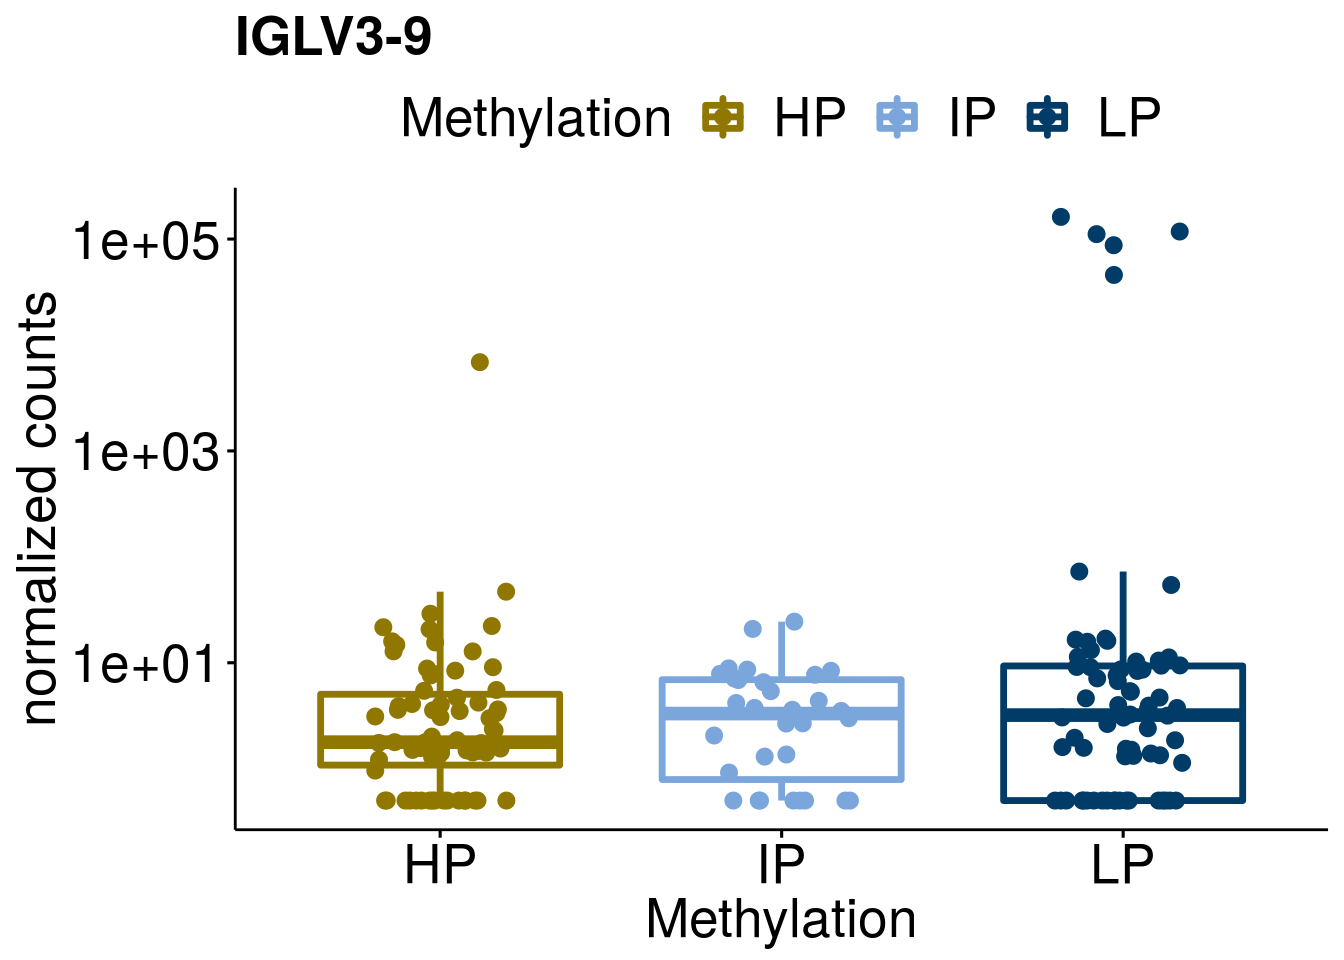 IGLV3-9
Methylation HP IP LP
1e+05
1e+03
1e+01
normalized counts
HP IP LP
Methylation